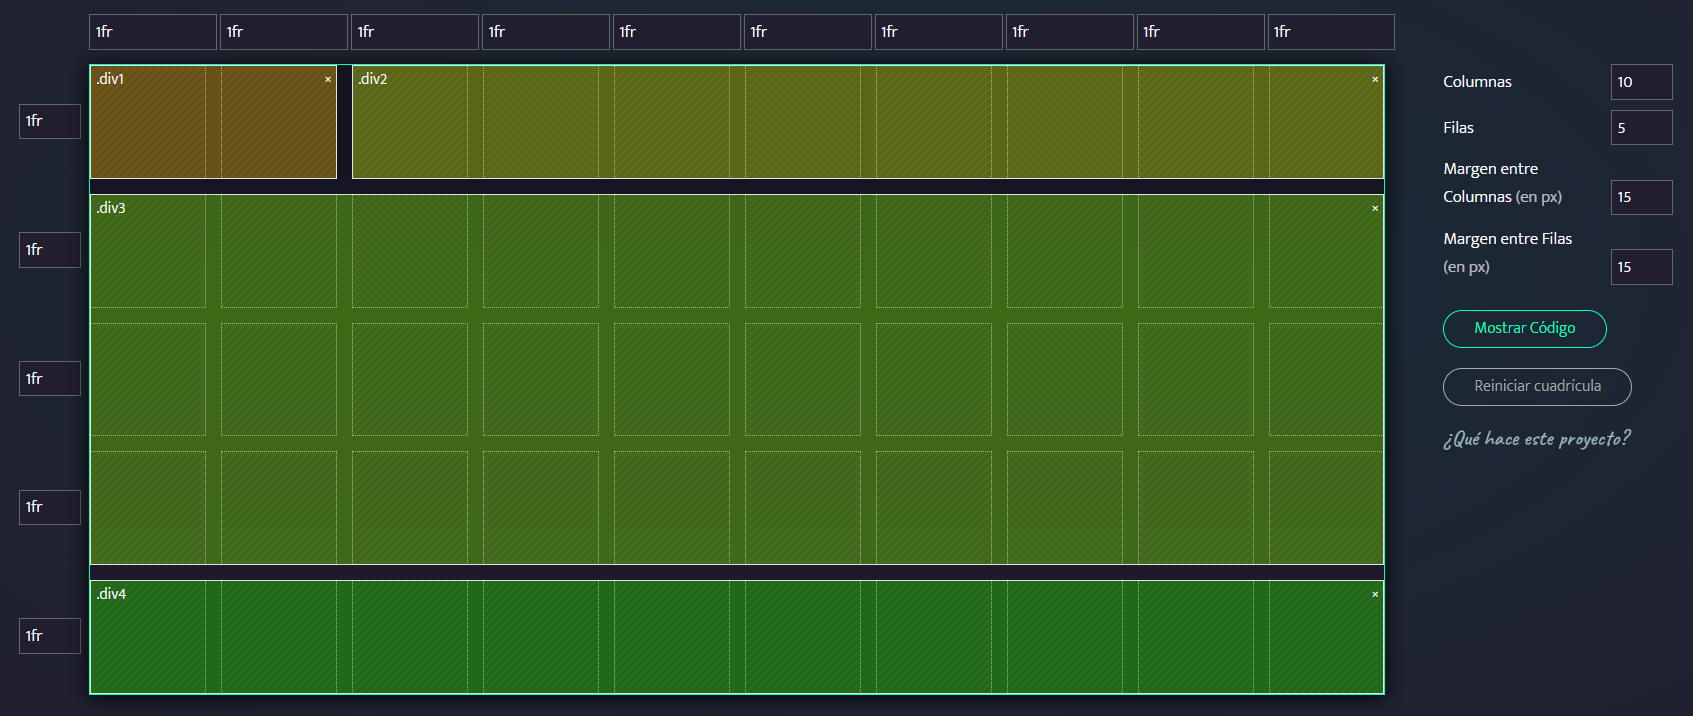 1fr 1fr 1fr 1fr 1fr 1fr 1fr 1fr 1fr 1fr
.div1 × .div2 ×
1fr
.div3 ×
1fr
1fr
1fr
.div4 ×
1fr
Columnas 10
Filas 5
Margen entre
Columnas (en px) 15
Margen entre Filas
(en px) 15
Mostrar Código
Reiniciar cuadrícula
¿Qué hace este proyecto?